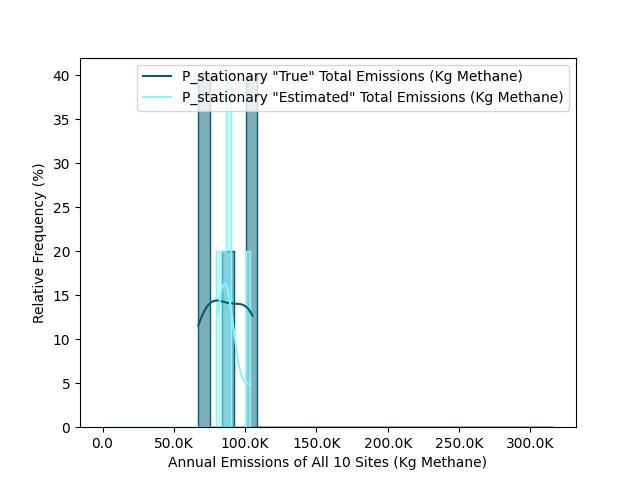 P_stationary "True" Total Emissions (Kg Methane)
P_stationary "Estimated" Total Emissions (Kg Methane)
40
35
30
25
20
15
10
5
0
Relative Frequency (%)
0.0 50.0K 100.0K 150.0K 200.0K 250.0K 300.0K
Annual Emissions of All 10 Sites (Kg Methane)